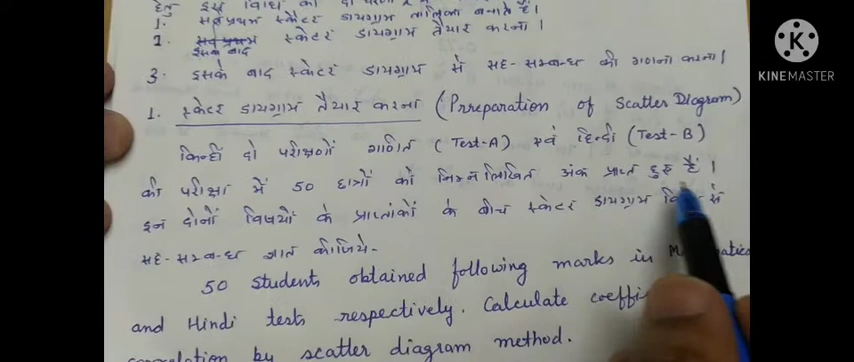 हेतु इस विधि
1. सर्वप्रथम स्कैटर डायग्राम तालिका बनाते हैं।
2. इसके बाद स्कैटर डायग्राम तैयार करना।
3. इसके बाद स्कैटर डायग्राम से सह-सम्बन्ध की गणना करना।
1. स्कैटर डायग्राम तैयार करना (Prreparation of Scatter Diagram)
किन्हीं दो परीक्षणों गणित (Test-A) एवं हिन्दी (Test-B)
की परीक्षा में 50 छात्रों को निम्नलिखित अंक प्राप्त हुए हैं।
इन दोनों विषयों के प्राप्तांकों के बीच स्कैटर डायग्राम से
सह-सम्बन्ध ज्ञात कीजिये-
50 Students obtained following marks in
and Hindi tests respectively. Calculate
by scatter diagram method.
KINEMASTER